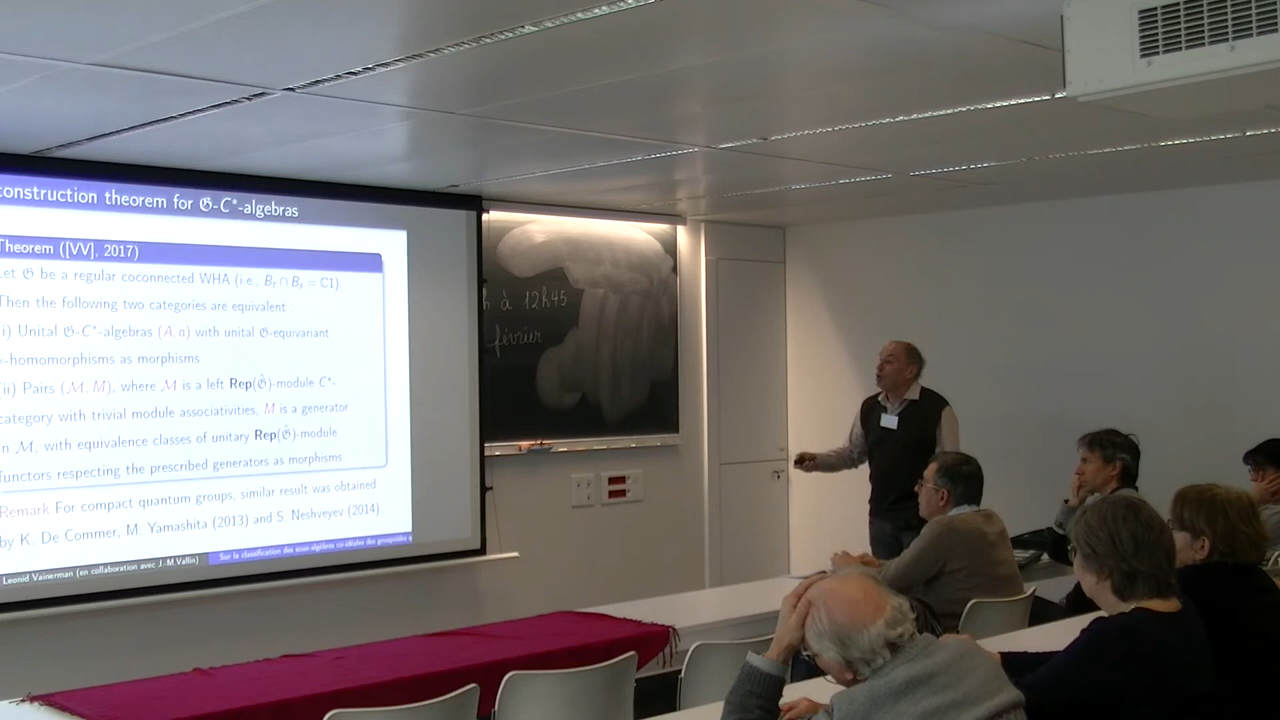 construction theorem for 𝔊-C*-algebras
Theorem ([VV], 2017)
Let 𝔊 be a regular coconnected WHA (i.e., Bₜ ∩ Bₛ = ℂ1)
Then the following two categories are equivalent :
(i) Unital 𝔊-C*-algebras (A, a) with unital 𝔊-equivariant
*-homomorphisms as morphisms
(ii) Pairs (ℳ, M), where ℳ is a left Rep(𝔊̂)-module C*-
category with trivial module associativities, M is a generator
in ℳ, with equivalence classes of unitary Rep(𝔊̂)-module
functors respecting the prescribed generators as morphisms
Remark For compact quantum groups, similar result was obtained
by K. De Commer, M. Yamashita (2013) and S. Neshveyev (2014)
Leonid Vainerman (en collaboration avec J.-M.Vallin)
Sur la classification des sous-algèbres co-idéales des groupoïdes
h à 12h45
février